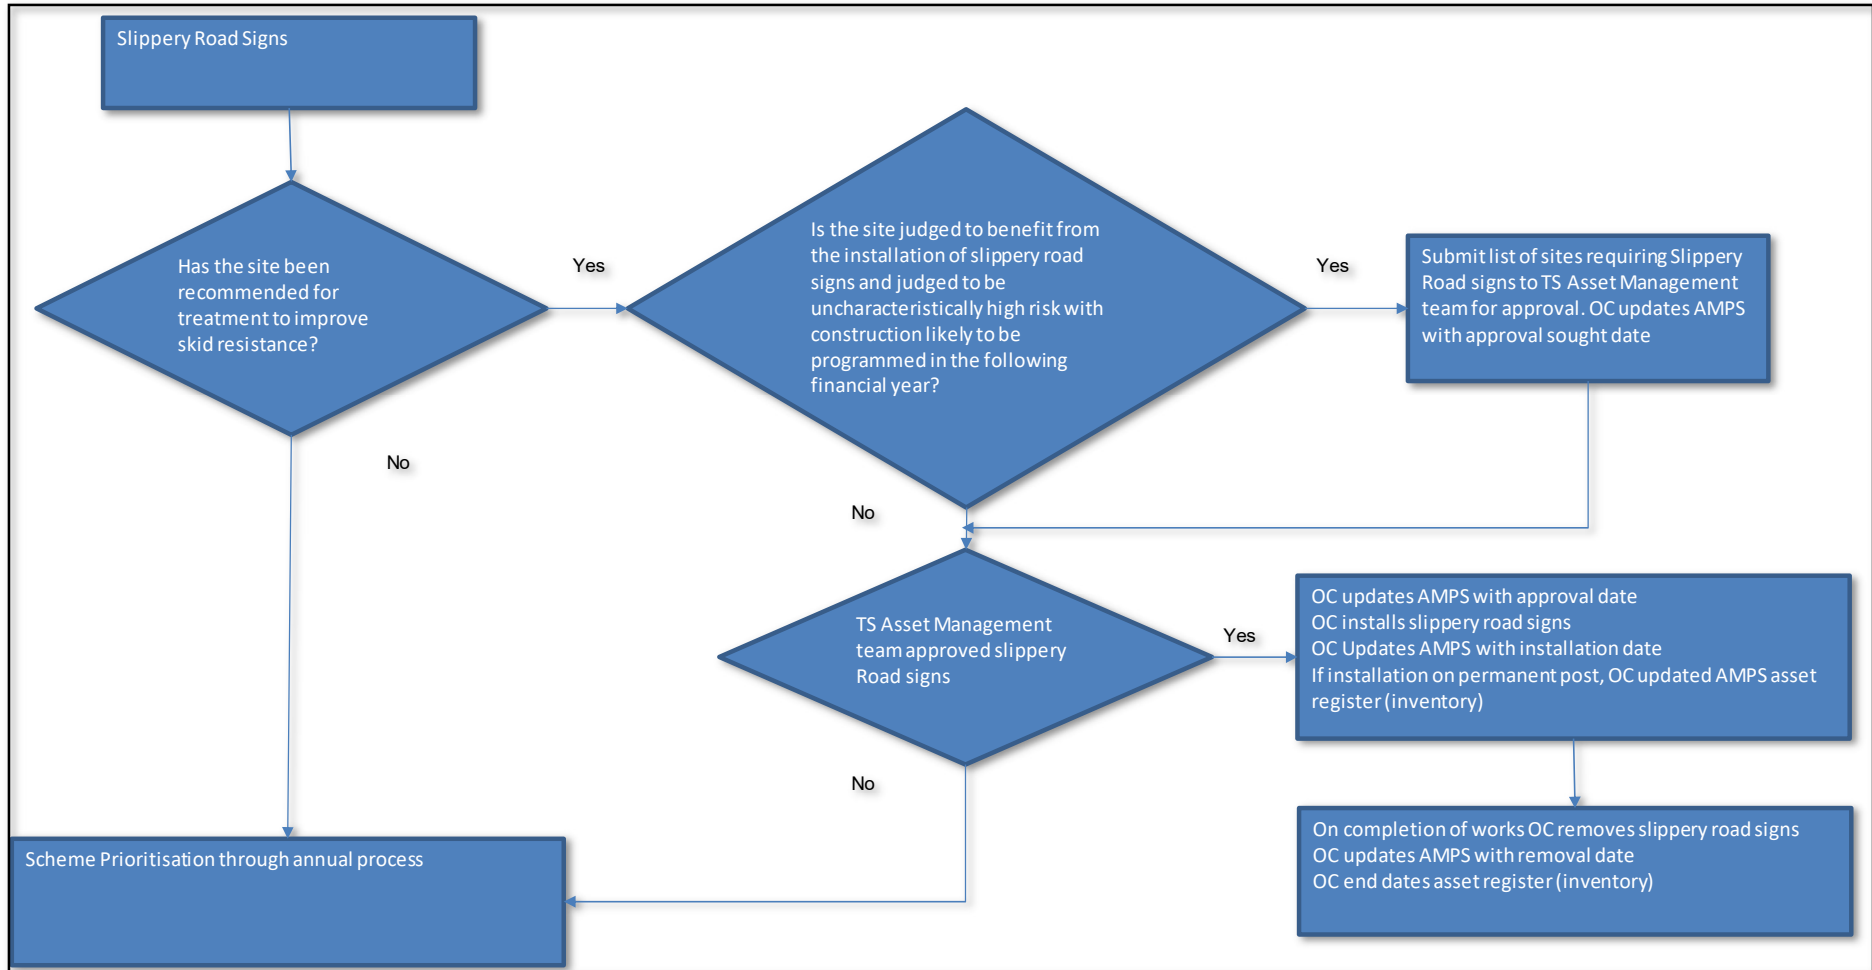 Slippery Road Signs
Has the site been
recommended for
treatment to improve
skid resistance?
Yes
Is the site judged to benefit from
the installation of slippery road
signs and judged to be
uncharacteristically high risk with
construction likely to be
programmed in the following
financial year?
Yes
Submit list of sites requiring Slippery
Road signs to TS Asset Management
team for approval. OC updates AMPS
with approval sought date
No
No
TS Asset Management
team approved slippery
Road signs
Yes
OC updates AMPS with approval date
OC installs slippery road signs
OC Updates AMPS with installation date
If installation on permanent post, OC updated AMPS asset
register (inventory)
No
On completion of works OC removes slippery road signs
OC updates AMPS with removal date
OC end dates asset register (inventory)
Scheme Prioritisation through annual process